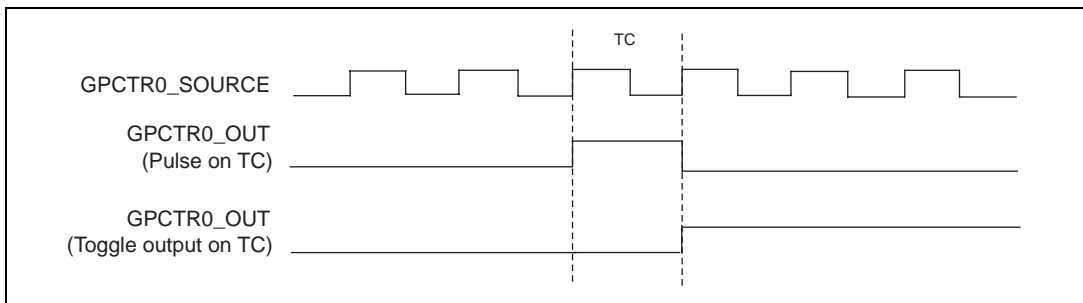 TC
GPCTR0_SOURCE
GPCTR0_OUT
(Pulse on TC)
GPCTR0_OUT
(Toggle output on TC)